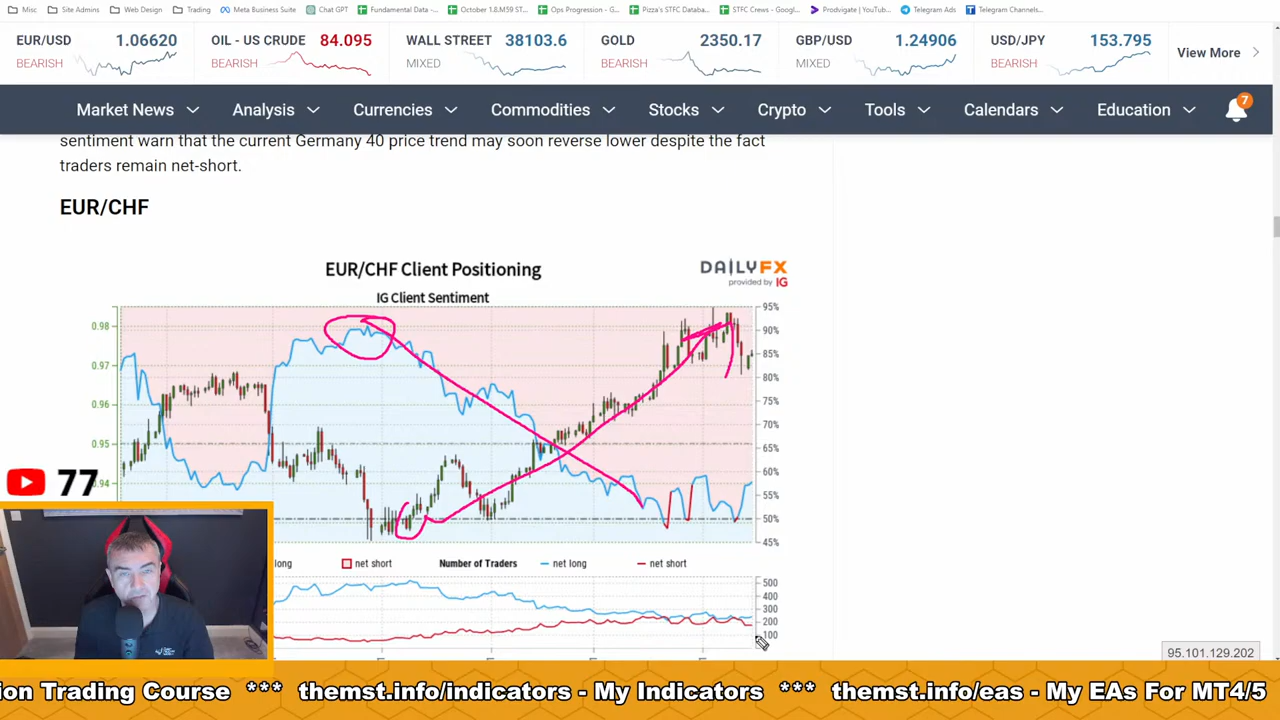 Misc Site Admins Web Design Trading Meta Business Suite Chat GPT Fundamental Data -... October 1.8.M59 ST... Ops Progression - G... Pizza's STFC Databa... STFC Crews - Googl... Prodvigate | YouTub... Telegram Ads Telegram Channels...
EUR/USD 1.06620 OIL - US CRUDE 84.095 WALL STREET 38103.6 GOLD 2350.17 GBP/USD 1.24906 USD/JPY 153.795 View More
BEARISH BEARISH MIXED BEARISH MIXED BEARISH
Market News Analysis Currencies Commodities Stocks Crypto Tools Calendars Education 7
sentiment warn that the current Germany 40 price trend may soon reverse lower despite the fact
traders remain net-short.
EUR/CHF
EUR/CHF Client Positioning
DAILYFX
provided by IG
IG Client Sentiment
95%
0.98 90%
85%
0.97
80%
0.96 75%
70%
0.95 65%
60%
0.94
55%
50%
45%
77
long net short Number of Traders net long net short
500
400
300
200
100
95.101.129.202
ion Trading Course *** themst.info/indicators - My Indicators *** themst.info/eas - My EAs For MT4/5